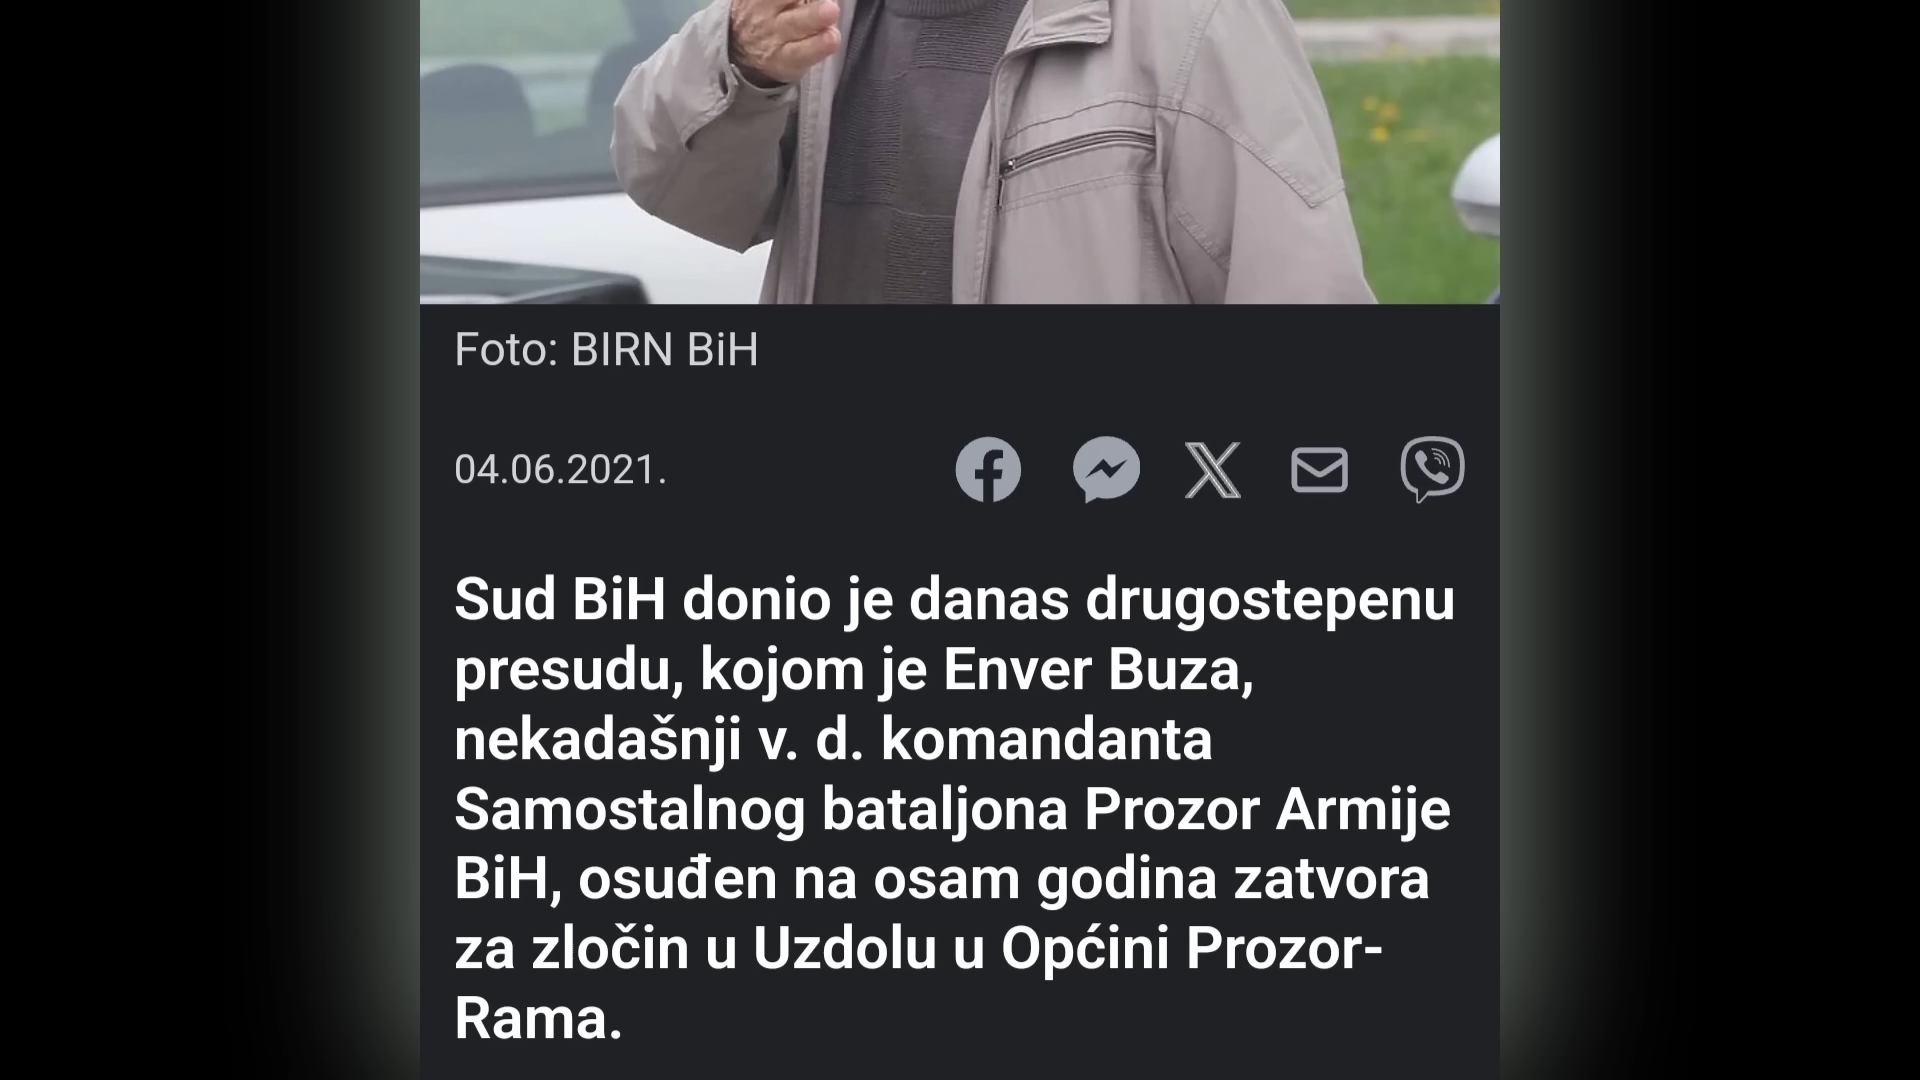 Foto: BIRN BiH
04.06.2021.
Sud BiH donio je danas drugostepenu
presudu, kojom je Enver Buza,
nekadašnji v. d. komandanta
Samostalnog bataljona Prozor Armije
BiH, osuđen na osam godina zatvora
za zločin u Uzdolu u Općini Prozor-
Rama.